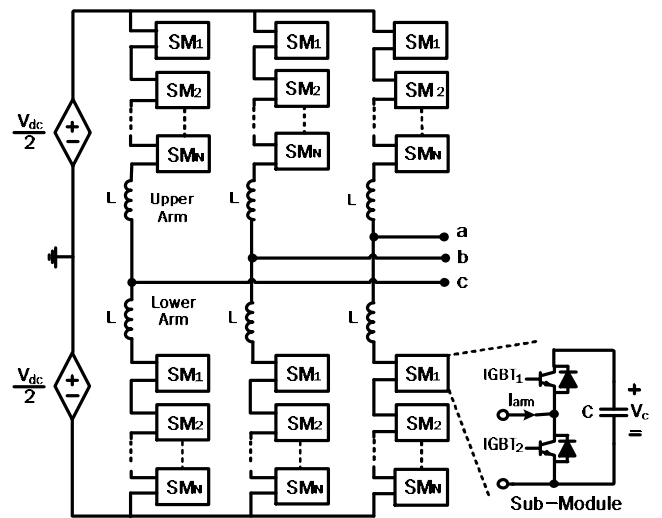 SM1 SM1 SM1
SM2 SM2 SM2
Vdc
2
+
−
SMN SMN SMN
L Upper L L
Arm
a
b
c
L Lower L L
Arm
Vdc
2
+
−
SM1 SM1 SM1
SM2 SM2 SM2
SMN SMN SMN
IGBT1
Iarm
C
+
Vc
=
IGBT2
Sub-Module